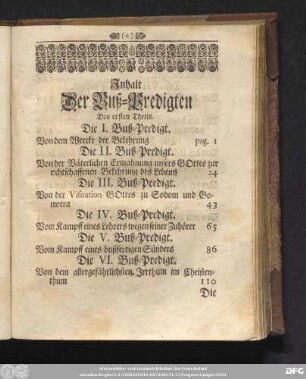 Inhalt
Der Buß-Predigten
Des ersten Theils.
Die I. Buß-Predigt.
Von dem Wercke der Bekehrung pag. 1
Die II. Buß-Predigt.
Von der Väterlichen Ermahnung unsers GOttes zur
rechtschaffenen Bekehrung des Lebens 24
Die III. Buß-Predigt.
Von der Visitation GOttes zu Sodom und Go-
morra 43
Die IV. Buß-Predigt.
Vom Kampff eines Lehrers wegen seiner Zuhörer 65
Die V. Buß-Predigt.
Vom Kampff eines bußfertigen Sünders 86
Die VI. Buß-Predigt.
Von dem allergefährlichsten Irrthum im Christen-
thum 110
Die